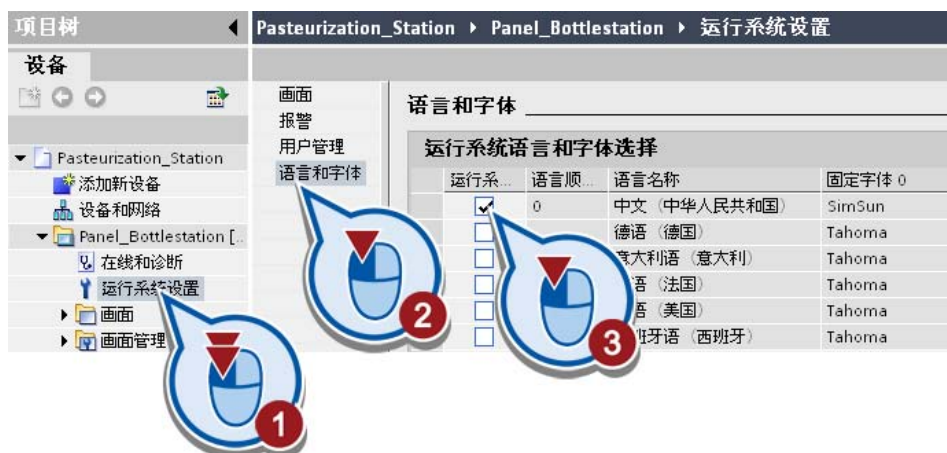 项目树
Pasteurization_Station ▸ Panel_Bottlestation ▸ 运行系统设置
设备
Pasteurization_Station
添加新设备
设备和网络
Panel_Bottlestation [..
在线和诊断
运行系统设置
画面
画面管理
1
画面
报警
用户管理
语言和字体
2
语言和字体
运行系统语言和字体选择
运行系... 语言顺... 语言名称 固定字体 0
0 中文（中华人民共和国） SimSun
德语（德国） Tahoma
大利语（意大利） Tahoma
语（法国） Tahoma
语（美国） Tahoma
班牙语（西班牙） Tahoma
3